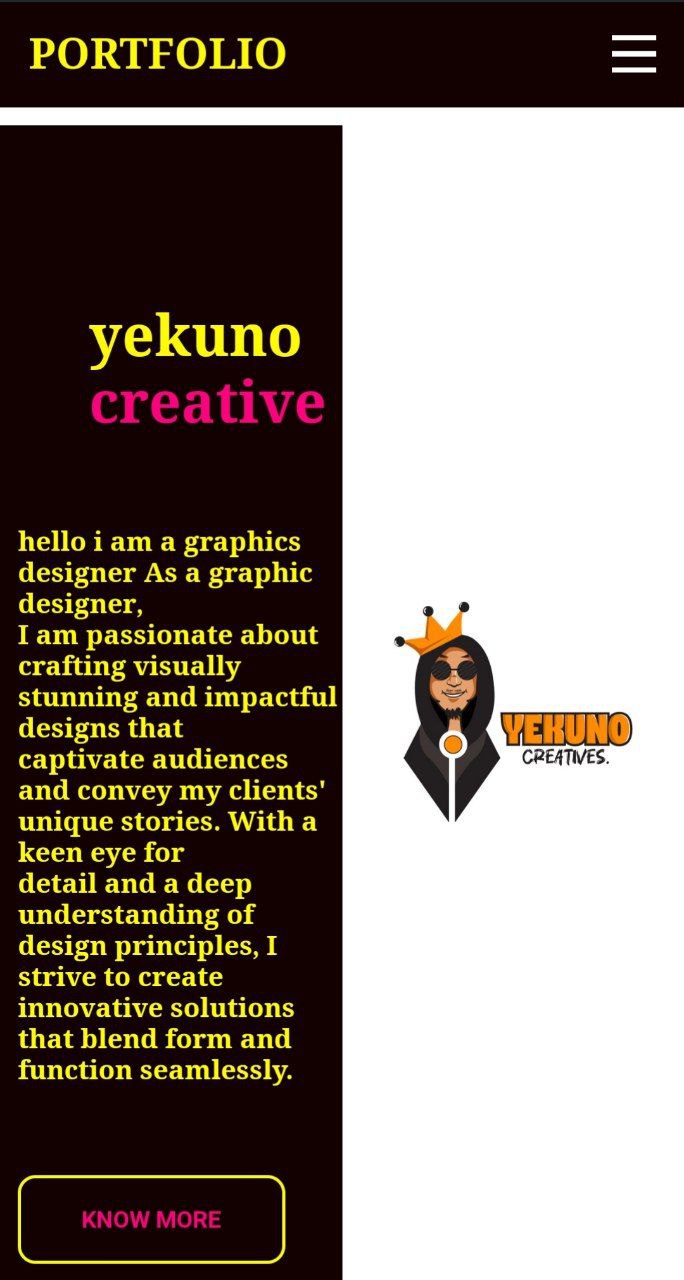 PORTFOLIO
yekuno
creative
hello i am a graphics
designer As a graphic
designer,
I am passionate about
crafting visually
stunning and impactful
designs that
captivate audiences
and convey my clients'
unique stories. With a
keen eye for
detail and a deep
understanding of
design principles, I
strive to create
innovative solutions
that blend form and
function seamlessly.
KNOW MORE
YEKUNO
CREATIVES.